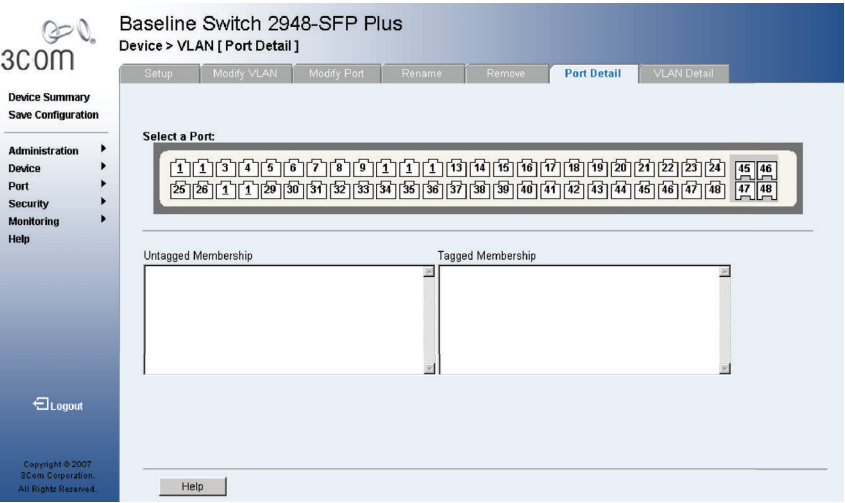 3COM
Baseline Switch 2948-SFP Plus
Device > VLAN [ Port Detail ]
Setup Modify VLAN Modify Port Rename Remove Port Detail VLAN Detail
Device Summary
Save Configuration
Administration
Device
Port
Security
Monitoring
Help
Logout
Copyright © 2007
3Com Corporation.
All Rights Reserved.
Select a Port:
1 1 3 4 5 6 7 8 9 1 1 1 13 14 15 16 17 18 19 20 21 22 23 24 45 46
25 26 1 1 29 30 31 32 33 34 35 36 37 38 39 40 41 42 43 44 45 46 47 48 47 48
Untagged Membership Tagged Membership
Help